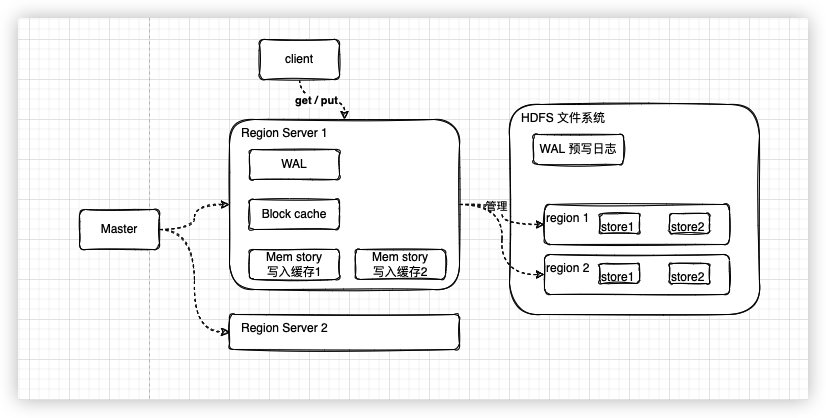 client
get / put
Region Server 1
WAL
Block cache
Mem story
写入缓存1
Mem story
写入缓存2
Master
Region Server 2
管理
HDFS 文件系统
WAL 预写日志
region 1
store1
store2
region 2
store1
store2